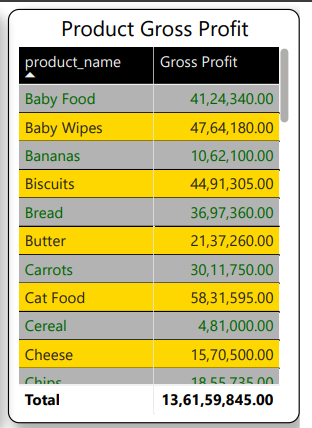 Product Gross Profit
product_name Gross Profit
Baby Food 41,24,340.00
Baby Wipes 47,64,180.00
Bananas 10,62,100.00
Biscuits 44,91,305.00
Bread 36,97,360.00
Butter 21,37,260.00
Carrots 30,11,750.00
Cat Food 58,31,595.00
Cereal 4,81,000.00
Cheese 15,70,500.00
Chips 18,55,735.00
Total 13,61,59,845.00